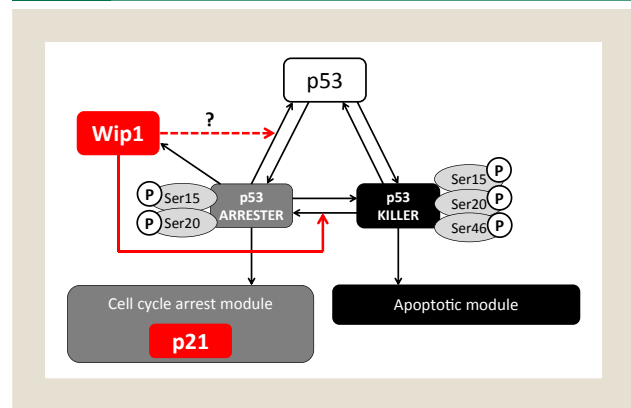 p53
?
Wip1
p53
ARRESTER
P
Ser15
P
Ser20
p53
KILLER
Ser15
P
Ser20
P
Ser46
P
Cell cycle arrest module
p21
Apoptotic module